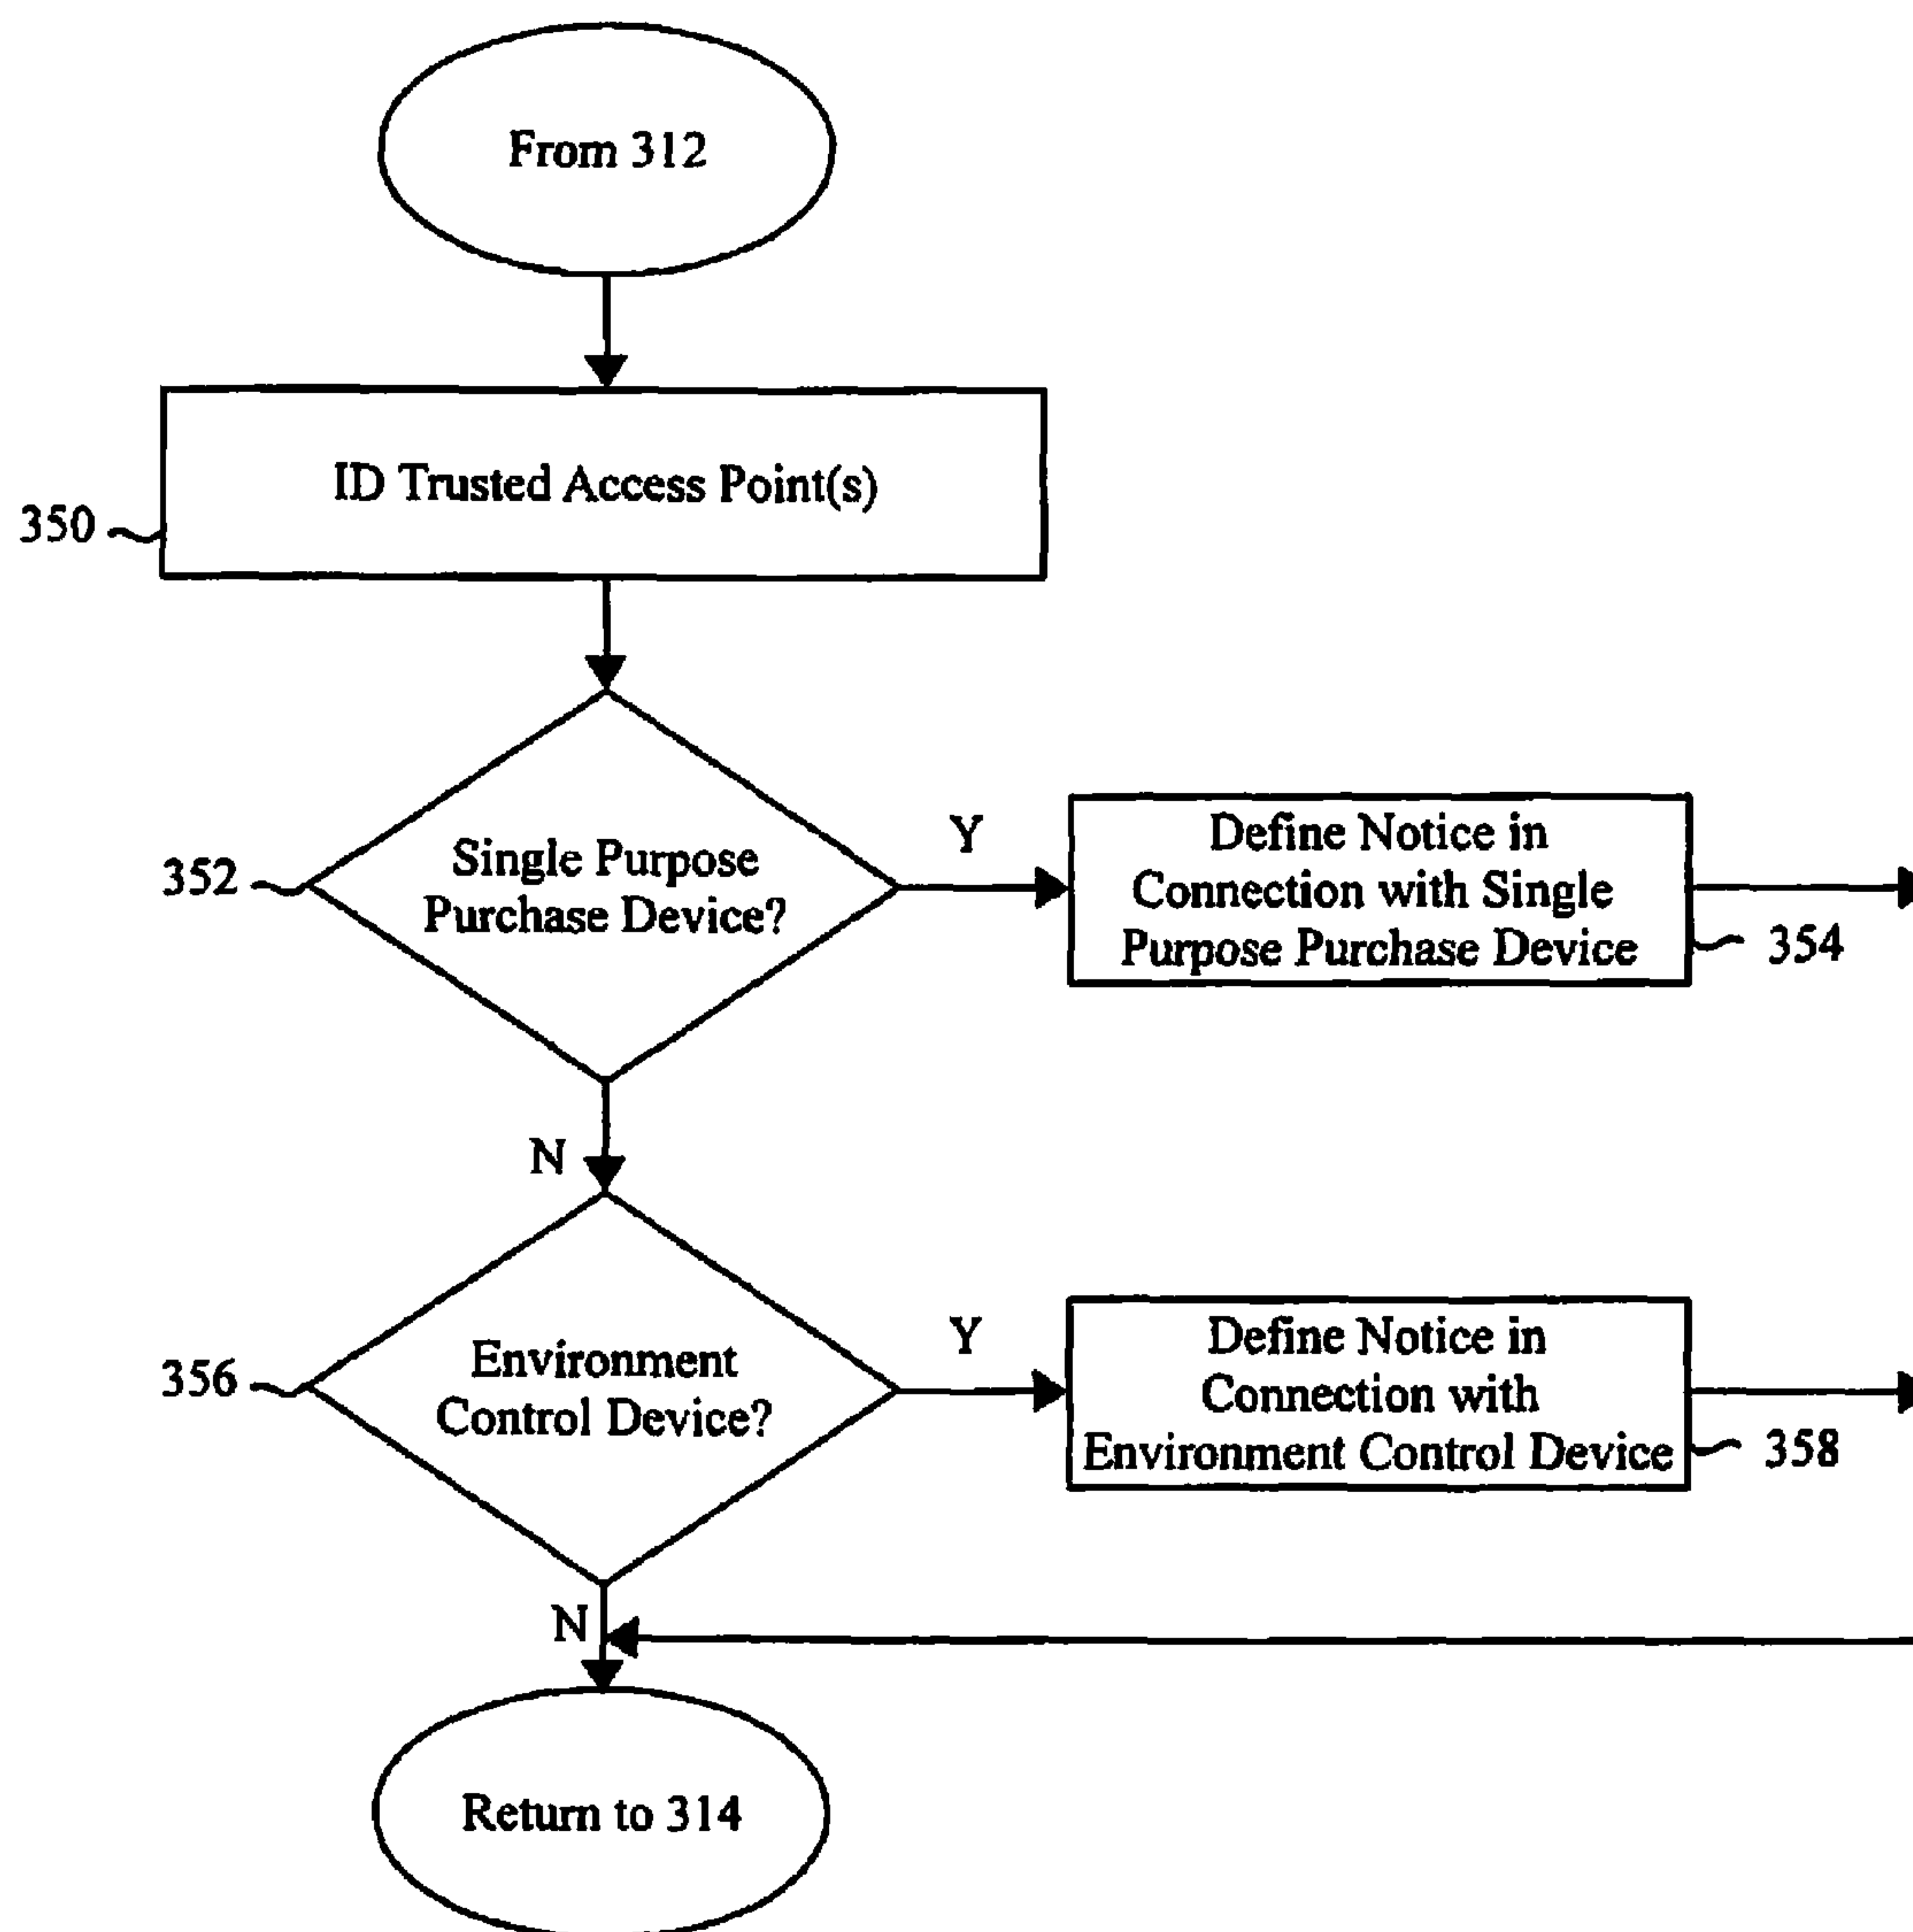 From 312
ID Trusted Access Point(s)
350
Single Purpose
Purchase Device?
352
Y
Define Notice in
Connection with Single
Purpose Purchase Device
354
N
Environment
Control Device?
356
Y
Define Notice in
Connection with
Environment Control Device
358
N
Return to 314